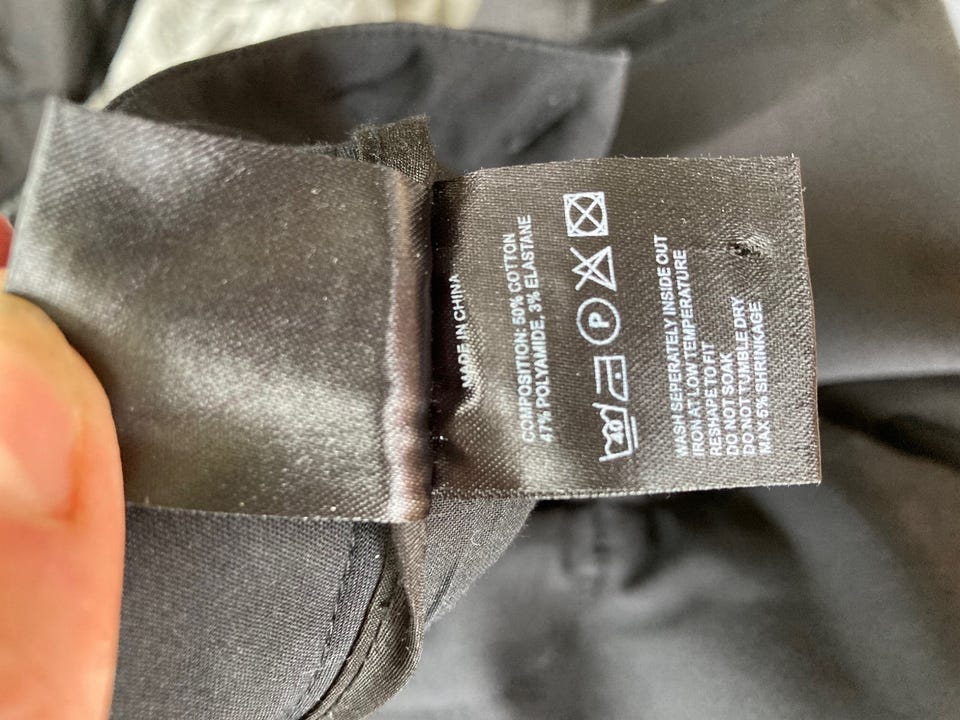 MADE IN CHINA
COMPOSITION: 50% COTTON
47% POLYAMIDE, 3% ELASTANE
40 P
WASH SEPERATELY INSIDE OUT
IRON AT LOW TEMPERATURE
RESHAPE TO FIT
DO NOT SOAK
DO NOT TUMBLE DRY
MAX 5% SHRINKAGE